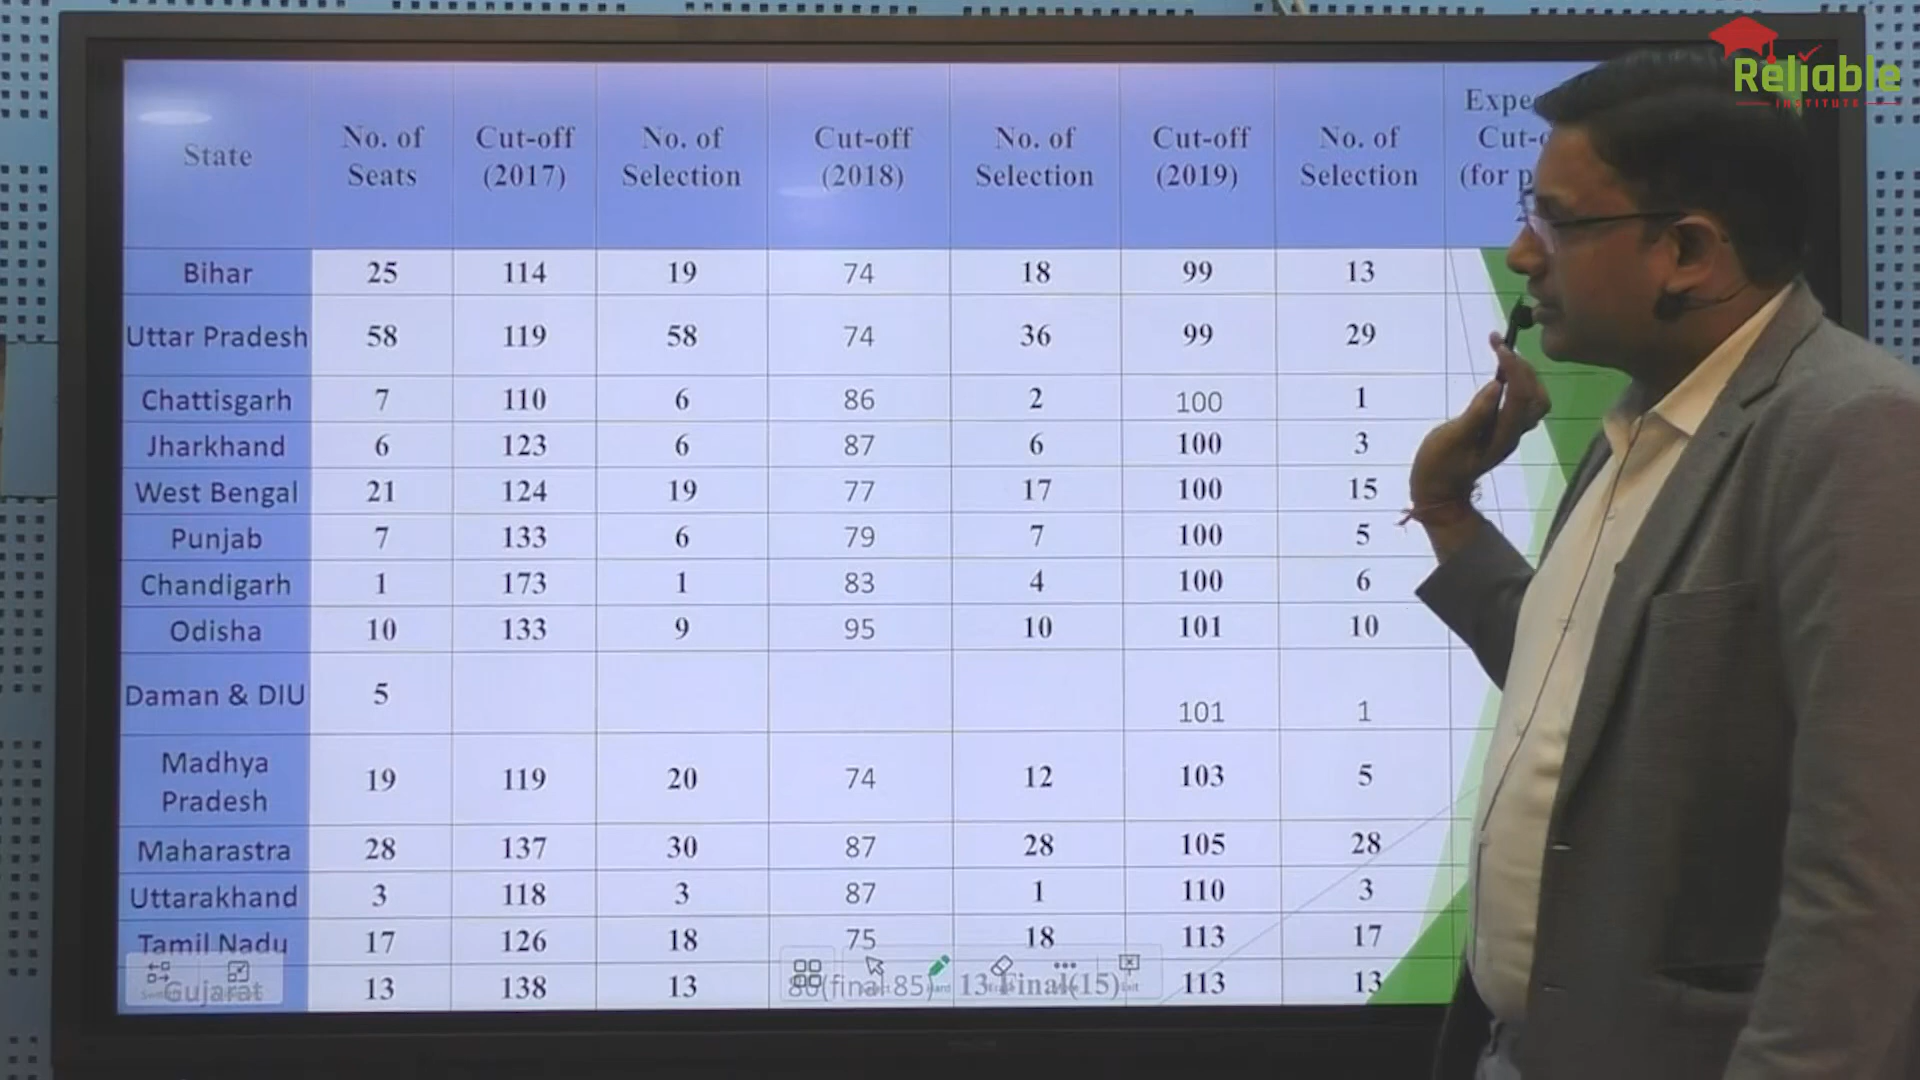 Reliable
INSTITUTE
State No. of Seats Cut-off (2017) No. of Selection Cut-off (2018) No. of Selection Cut-off (2019) No. of Selection (for
Bihar 25 114 19 74 18 99 13
Uttar Pradesh 58 119 58 74 36 99 29
Chattisgarh 7 110 6 86 2 100 1
Jharkhand 6 123 6 87 6 100 3
West Bengal 21 124 19 77 17 100 15
Punjab 7 133 6 79 7 100 5
Chandigarh 1 173 1 83 4 100 6
Odisha 10 133 9 95 10 101 10
Daman & DIU 5 101 1
Madhya Pradesh 19 119 20 74 12 103 5
Maharastra 28 137 30 87 28 105 28
Uttarakhand 3 118 3 87 1 110 3
Tamil Nadu 17 126 18 75 18 113 17
Gujarat 13 138 13 86(final 85) 13 Final(15) 113 13